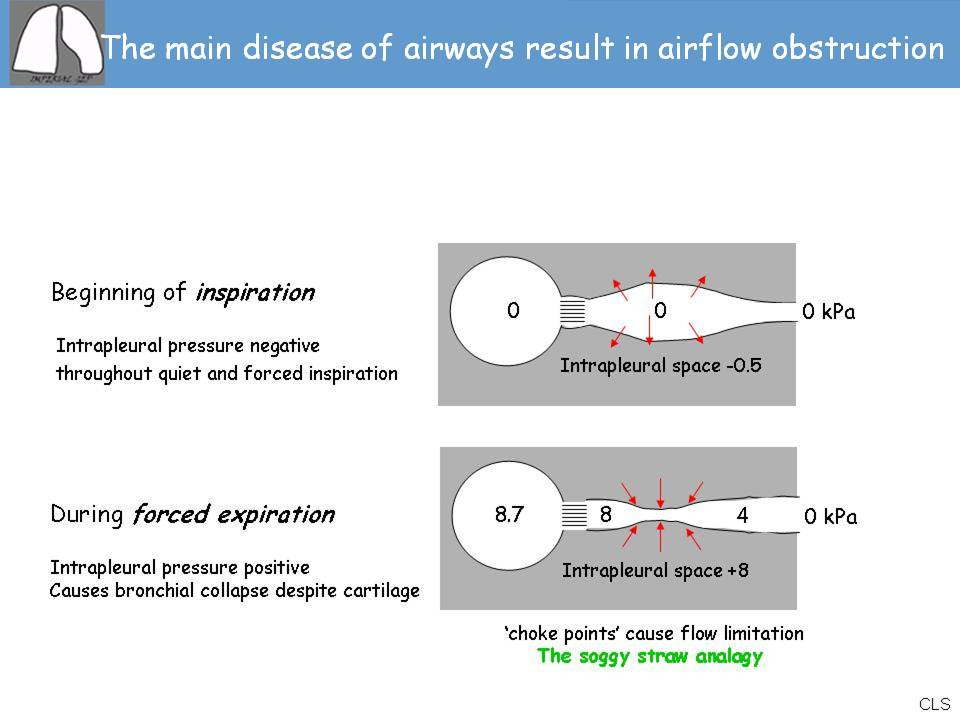 The main disease of airways result in airflow obstruction
IMPERIAL SEP
Beginning of inspiration
Intrapleural pressure negative
throughout quiet and forced inspiration
0
0
0 kPa
Intrapleural space -0.5
During forced expiration
Intrapleural pressure positive
Causes bronchial collapse despite cartilage
8.7
8
4
0 kPa
Intrapleural space +8
‘choke points’ cause flow limitation
The soggy straw analagy
CLS